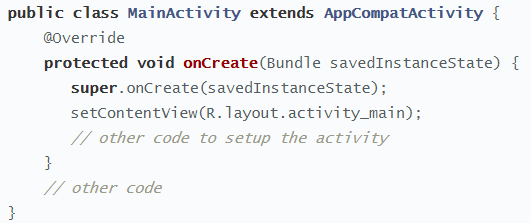 public class MainActivity extends AppCompatActivity {
    @Override
    protected void onCreate(Bundle savedInstanceState) {
        super.onCreate(savedInstanceState);
        setContentView(R.layout.activity_main);
        // other code to setup the activity
    }
    // other code
}